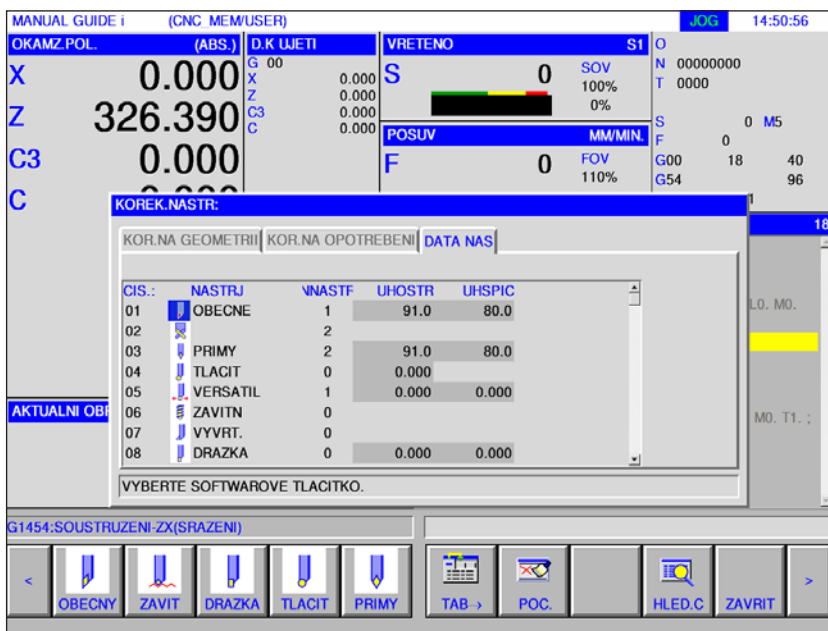 MANUAL GUIDE i (CNC_MEM/USER) JOG 14:50:56
OKAMZ.POL. (ABS.) D.K UJETI VRETENO S1 O
X 0.000 G 00 S 0 SOV N 00000000
X 0.000 100% T 0000
Z 326.390 Z 0.000 0%
C3 0.000
C 0.000 S 0 M5
POSUV MM/MIN. F 0
C3 0.000 F 0 FOV G00 18 40
110% G54 96
C
KOREK.NASTR:
18
KOR.NA GEOMETRII KOR.NA OPOTREBENI DATA NAS
CIS.: NASTRJ NNASTF UHOSTR UHSPIC
01 OBECNE 1 91.0 80.0 L0. M0.
02 2
03 PRIMY 2 91.0 80.0
04 TLACIT 0 0.000
05 VERSATIL 1 0.000 0.000
AKTUALNI OBR
06 ZAVITN 0 M0. T1. ;
07 VYVRT. 0
08 DRAZKA 0 0.000 0.000
VYBERTE SOFTWAROVE TLACITKO.
G1454:SOUSTRUZENI-ZX(SRAZENI)
< OBECNY ZAVIT DRAZKA TLACIT PRIMY TAB→ POC. HLED.C ZAVRIT >